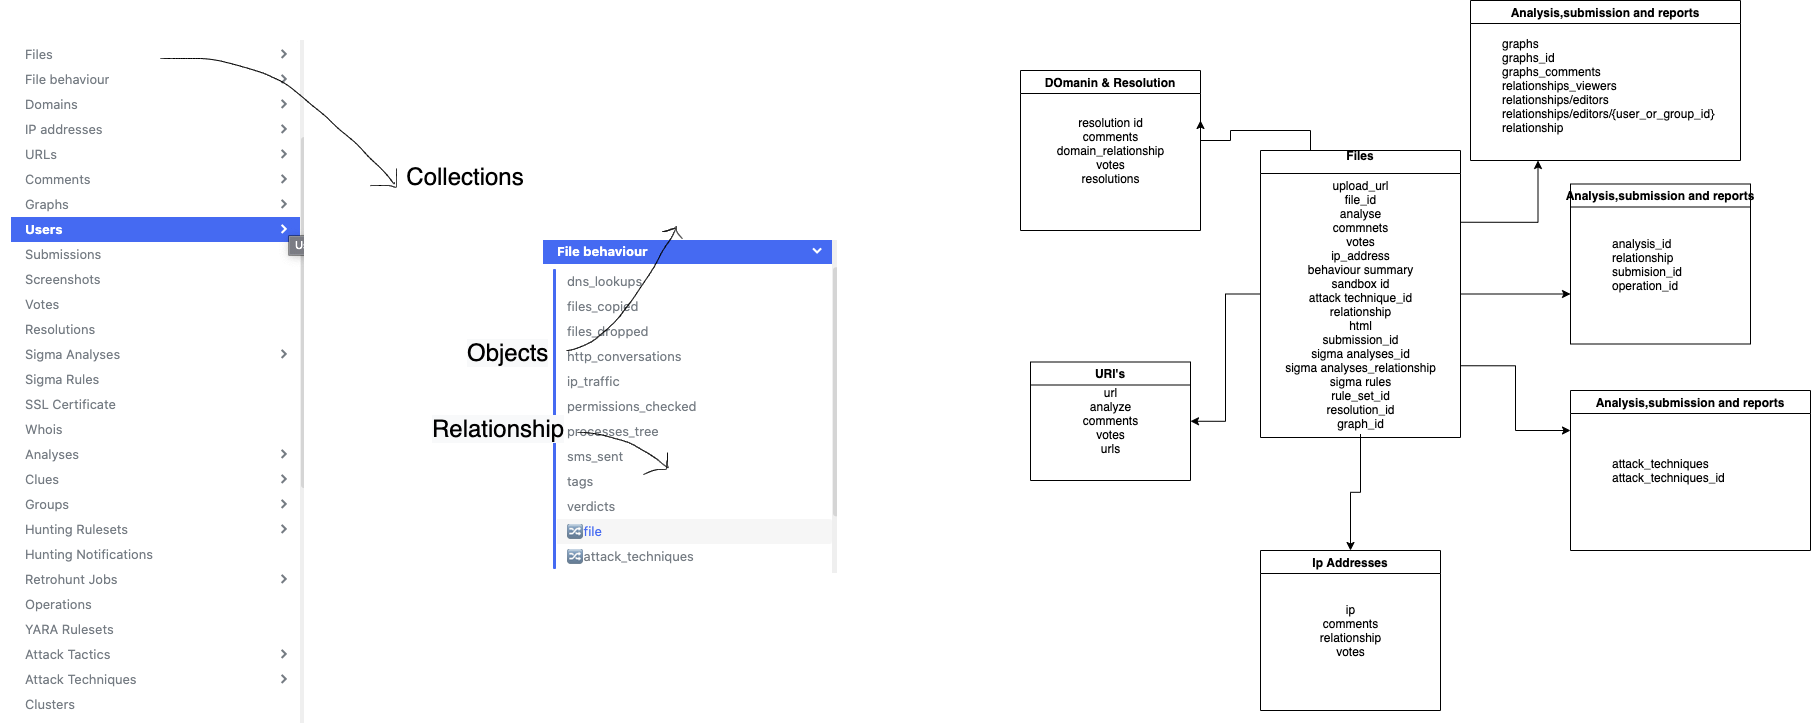 Files
File behaviour
Domains
IP addresses
URLs
Comments
Graphs
Users
U
Submissions
Screenshots
Votes
Resolutions
Sigma Analyses
Sigma Rules
SSL Certificate
Whois
Analyses
Clues
Groups
Hunting Rulesets
Hunting Notifications
Retrohunt Jobs
Operations
YARA Rulesets
Attack Tactics
Attack Techniques
Clusters
Collections
Objects
Relationship
File behaviour
dns_lookups
files_copied
files_dropped
http_conversations
ip_traffic
permissions_checked
processes_tree
sms_sent
tags
verdicts
file
attack_techniques
DOmanin & Resolution
resolution id
comments
domain_relationship
votes
resolutions
URl's
url
analyze
comments
votes
urls
Files
upload_url
file_id
analyse
commnets
votes
ip_address
behaviour summary
sandbox id
attack technique_id
relationship
html
submission_id
sigma analyses_id
sigma analyses_relationship
sigma rules
rule_set_id
resolution_id
graph_id
Ip Addresses
ip
comments
relationship
votes
Analysis,submission and reports
graphs
graphs_id
graphs_comments
relationships_viewers
relationships/editors
relationships/editors/{user_or_group_id}
relationship
Analysis,submission and reports
analysis_id
relationship
submision_id
operation_id
Analysis,submission and reports
attack_techniques
attack_techniques_id